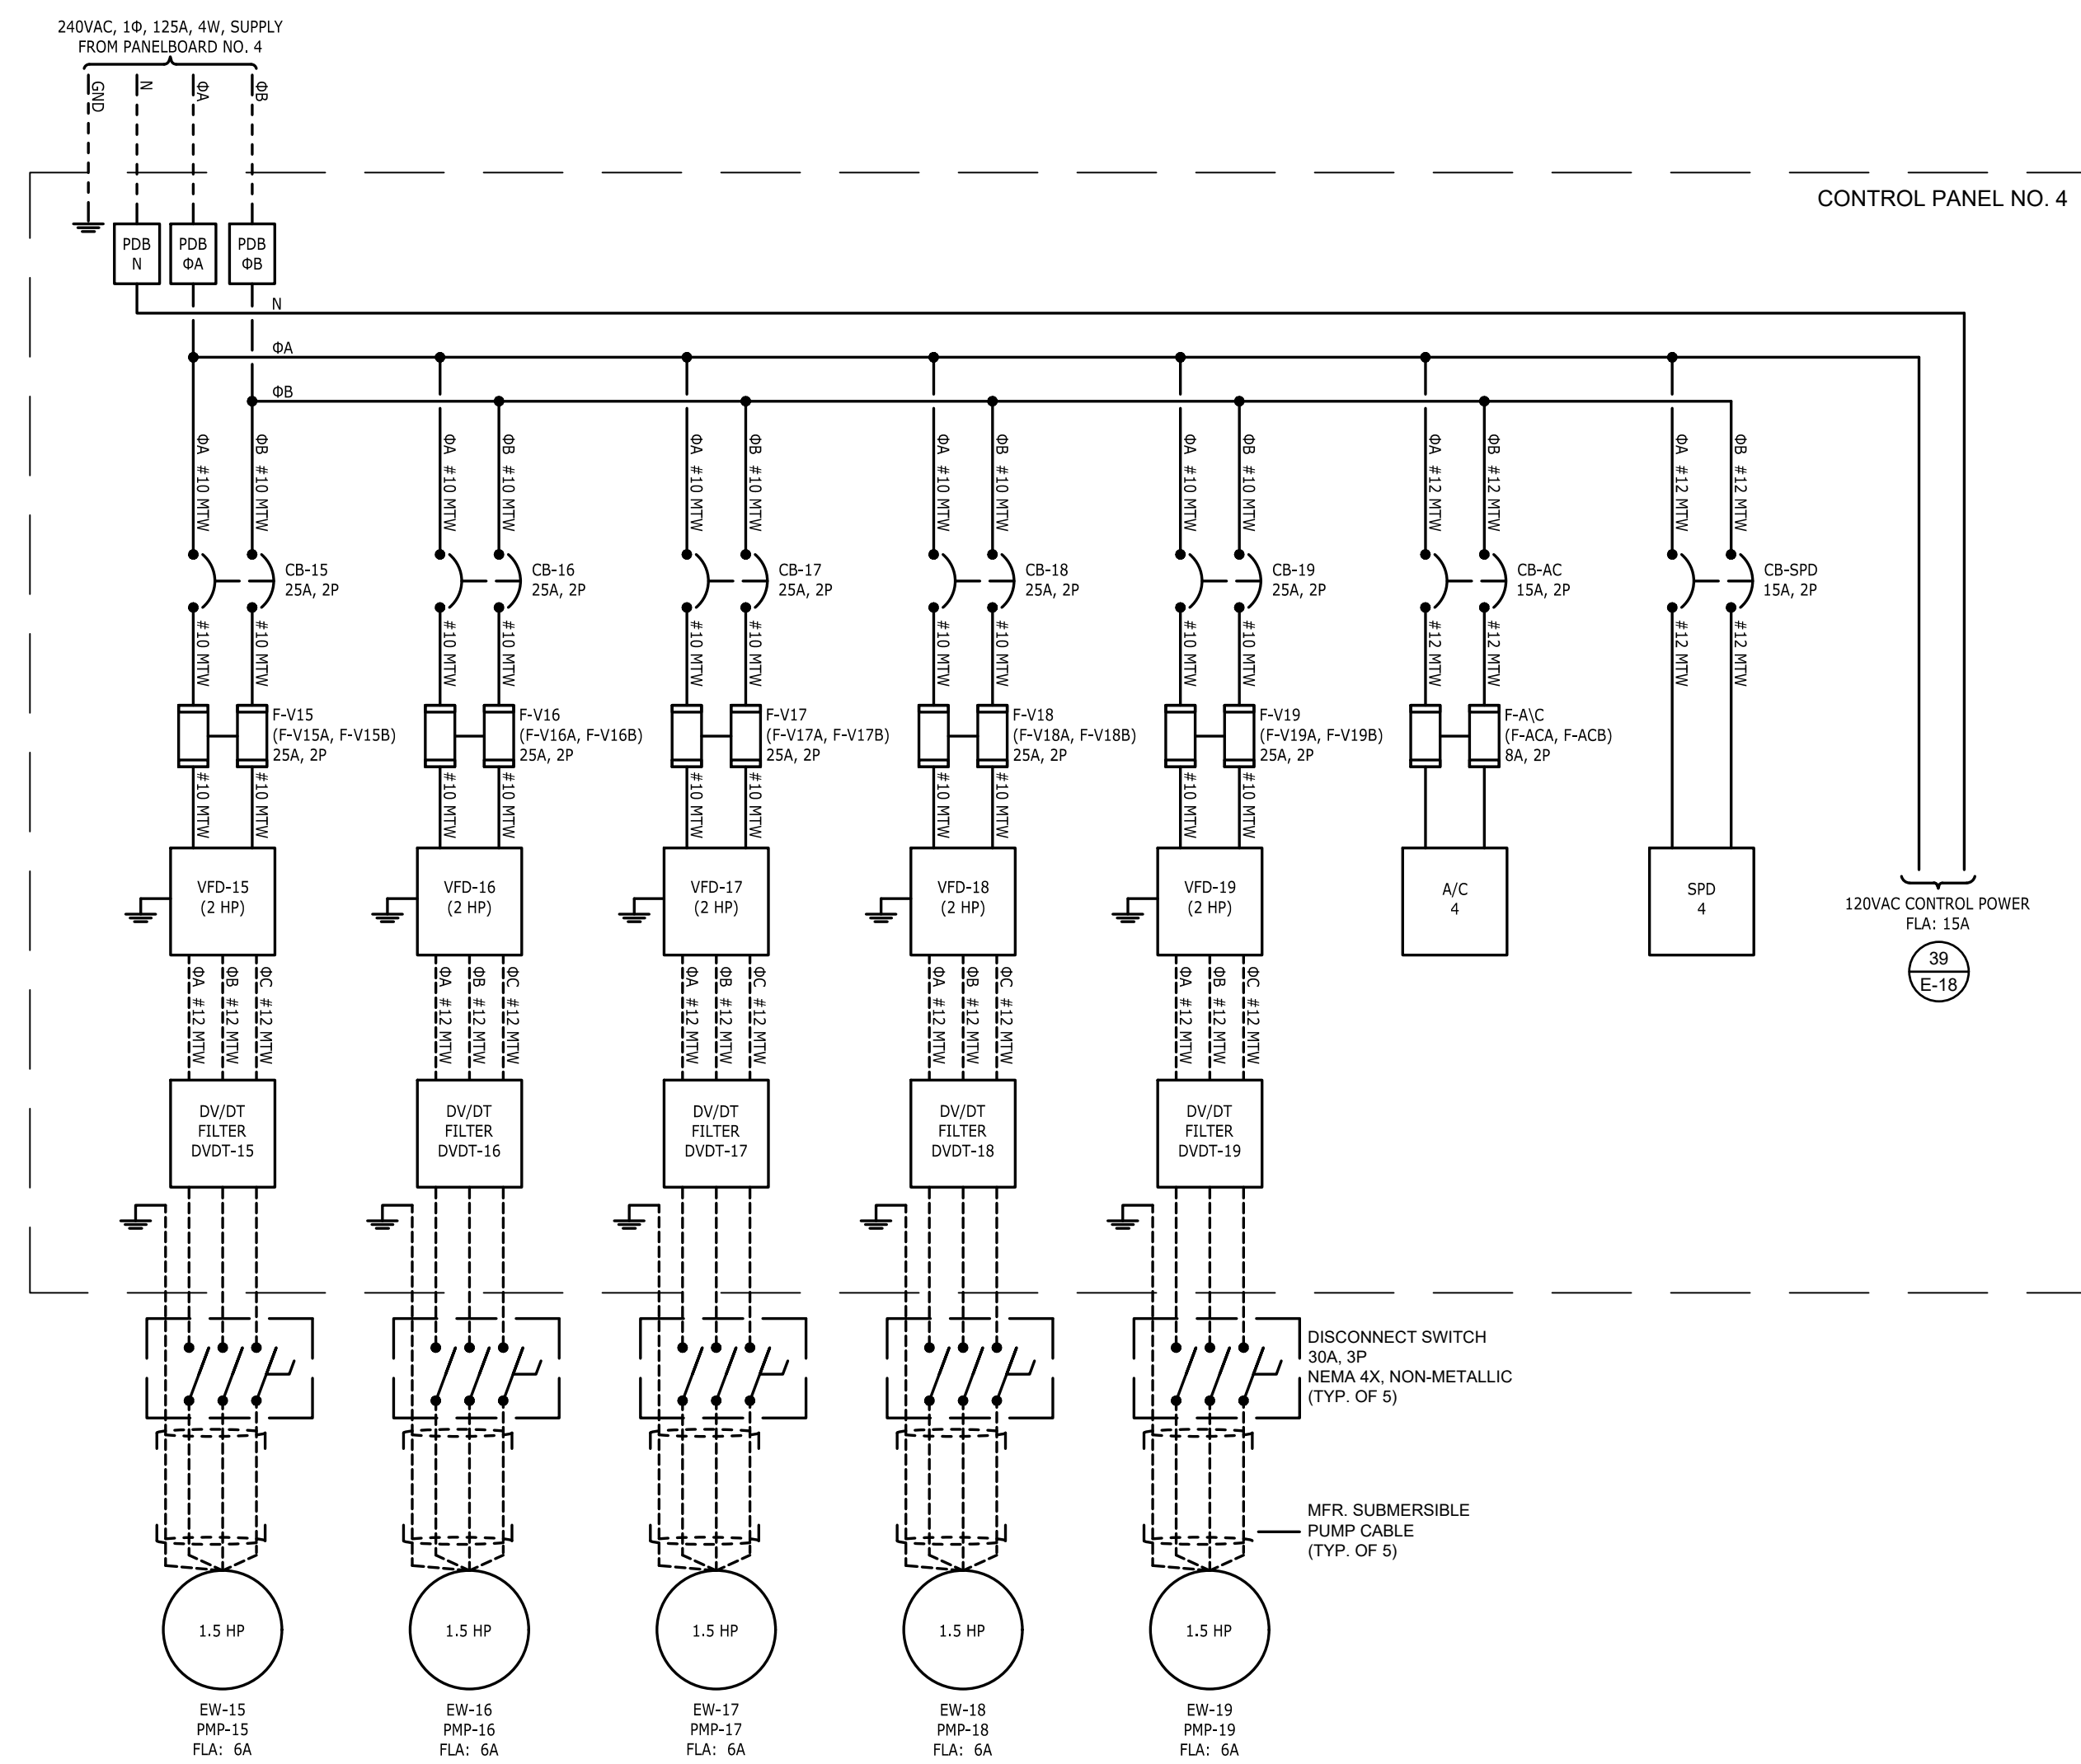 240VAC, 1Φ, 125A, 4W, SUPPLY
FROM PANELBOARD NO. 4
GND
N
ΦA
ΦB
CONTROL PANEL NO. 4
PDB
N
PDB
ΦA
PDB
ΦB
N
ΦA
ΦB
ΦA #10 MTW
ΦB #10 MTW
ΦA #10 MTW
ΦB #10 MTW
ΦA #10 MTW
ΦB #10 MTW
ΦA #10 MTW
ΦB #10 MTW
ΦA #10 MTW
ΦB #10 MTW
ΦA #12 MTW
ΦB #12 MTW
ΦA #12 MTW
ΦB #12 MTW
CB-15
25A, 2P
CB-16
25A, 2P
CB-17
25A, 2P
CB-18
25A, 2P
CB-19
25A, 2P
CB-AC
15A, 2P
CB-SPD
15A, 2P
#10 MTW
#10 MTW
#10 MTW
#10 MTW
#10 MTW
#10 MTW
#10 MTW
#10 MTW
#10 MTW
#10 MTW
#12 MTW
#12 MTW
#12 MTW
#12 MTW
F-V15
(F-V15A, F-V15B)
25A, 2P
F-V16
(F-V16A, F-V16B)
25A, 2P
F-V17
(F-V17A, F-V17B)
25A, 2P
F-V18
(F-V18A, F-V18B)
25A, 2P
F-V19
(F-V19A, F-V19B)
25A, 2P
F-A\C
(F-ACA, F-ACB)
8A, 2P
#10 MTW
#10 MTW
#10 MTW
#10 MTW
#10 MTW
#10 MTW
#10 MTW
#10 MTW
#10 MTW
#10 MTW
VFD-15
(2 HP)
VFD-16
(2 HP)
VFD-17
(2 HP)
VFD-18
(2 HP)
VFD-19
(2 HP)
A/C
4
SPD
4
120VAC CONTROL POWER
FLA: 15A
39
E-18
ΦA #12 MTW
ΦB #12 MTW
ΦC #12 MTW
ΦA #12 MTW
ΦB #12 MTW
ΦC #12 MTW
ΦA #12 MTW
ΦB #12 MTW
ΦC #12 MTW
ΦA #12 MTW
ΦB #12 MTW
ΦC #12 MTW
ΦA #12 MTW
ΦB #12 MTW
ΦC #12 MTW
DV/DT
FILTER
DVDT-15
DV/DT
FILTER
DVDT-16
DV/DT
FILTER
DVDT-17
DV/DT
FILTER
DVDT-18
DV/DT
FILTER
DVDT-19
DISCONNECT SWITCH
30A, 3P
NEMA 4X, NON-METALLIC
(TYP. OF 5)
MFR. SUBMERSIBLE
PUMP CABLE
(TYP. OF 5)
1.5 HP
1.5 HP
1.5 HP
1.5 HP
1.5 HP
EW-15
PMP-15
FLA: 6A
EW-16
PMP-16
FLA: 6A
EW-17
PMP-17
FLA: 6A
EW-18
PMP-18
FLA: 6A
EW-19
PMP-19
FLA: 6A